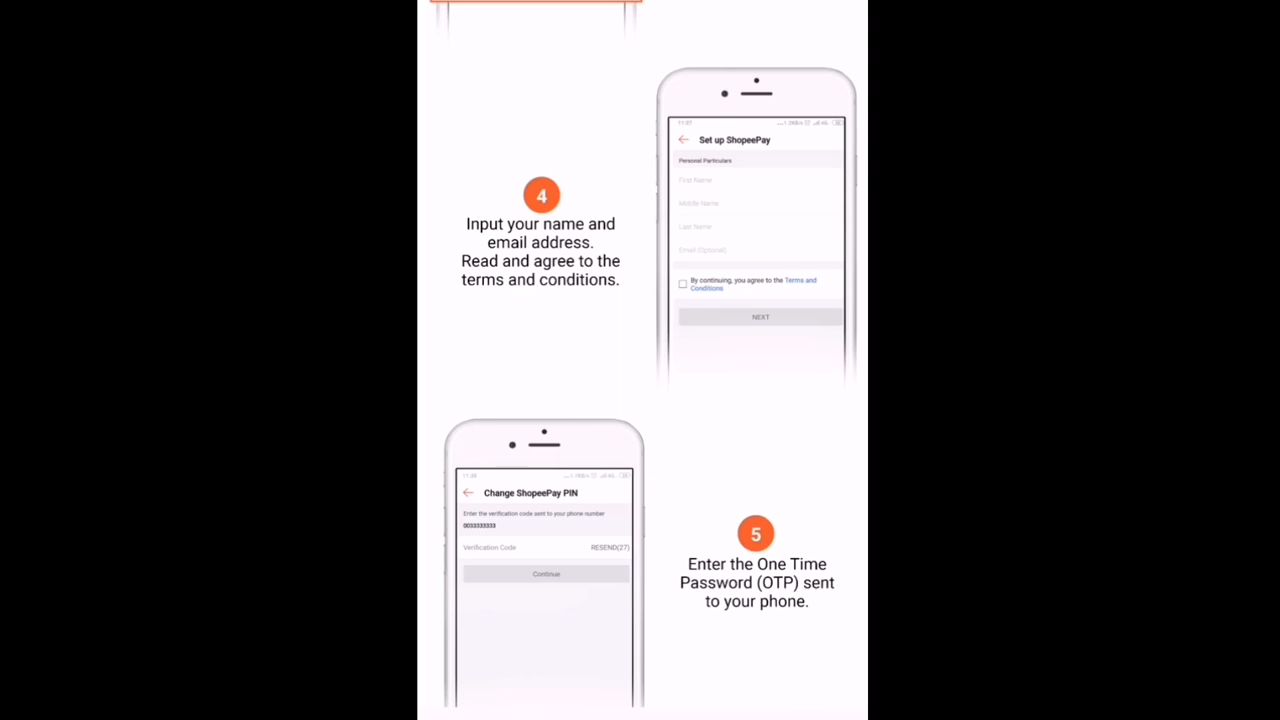 4
Input your name and
email address.
Read and agree to the
terms and conditions.
11:37
Set up ShopeePay
Personal Particulars
First Name
Middle Name
Last Name
Email (Optional)
By continuing, you agree to the Terms and
Conditions
NEXT
Change ShopeePay PIN
Enter the verification code sent to your phone number
0033333333
Verification Code RESEND(27)
Continue
5
Enter the One Time
Password (OTP) sent
to your phone.